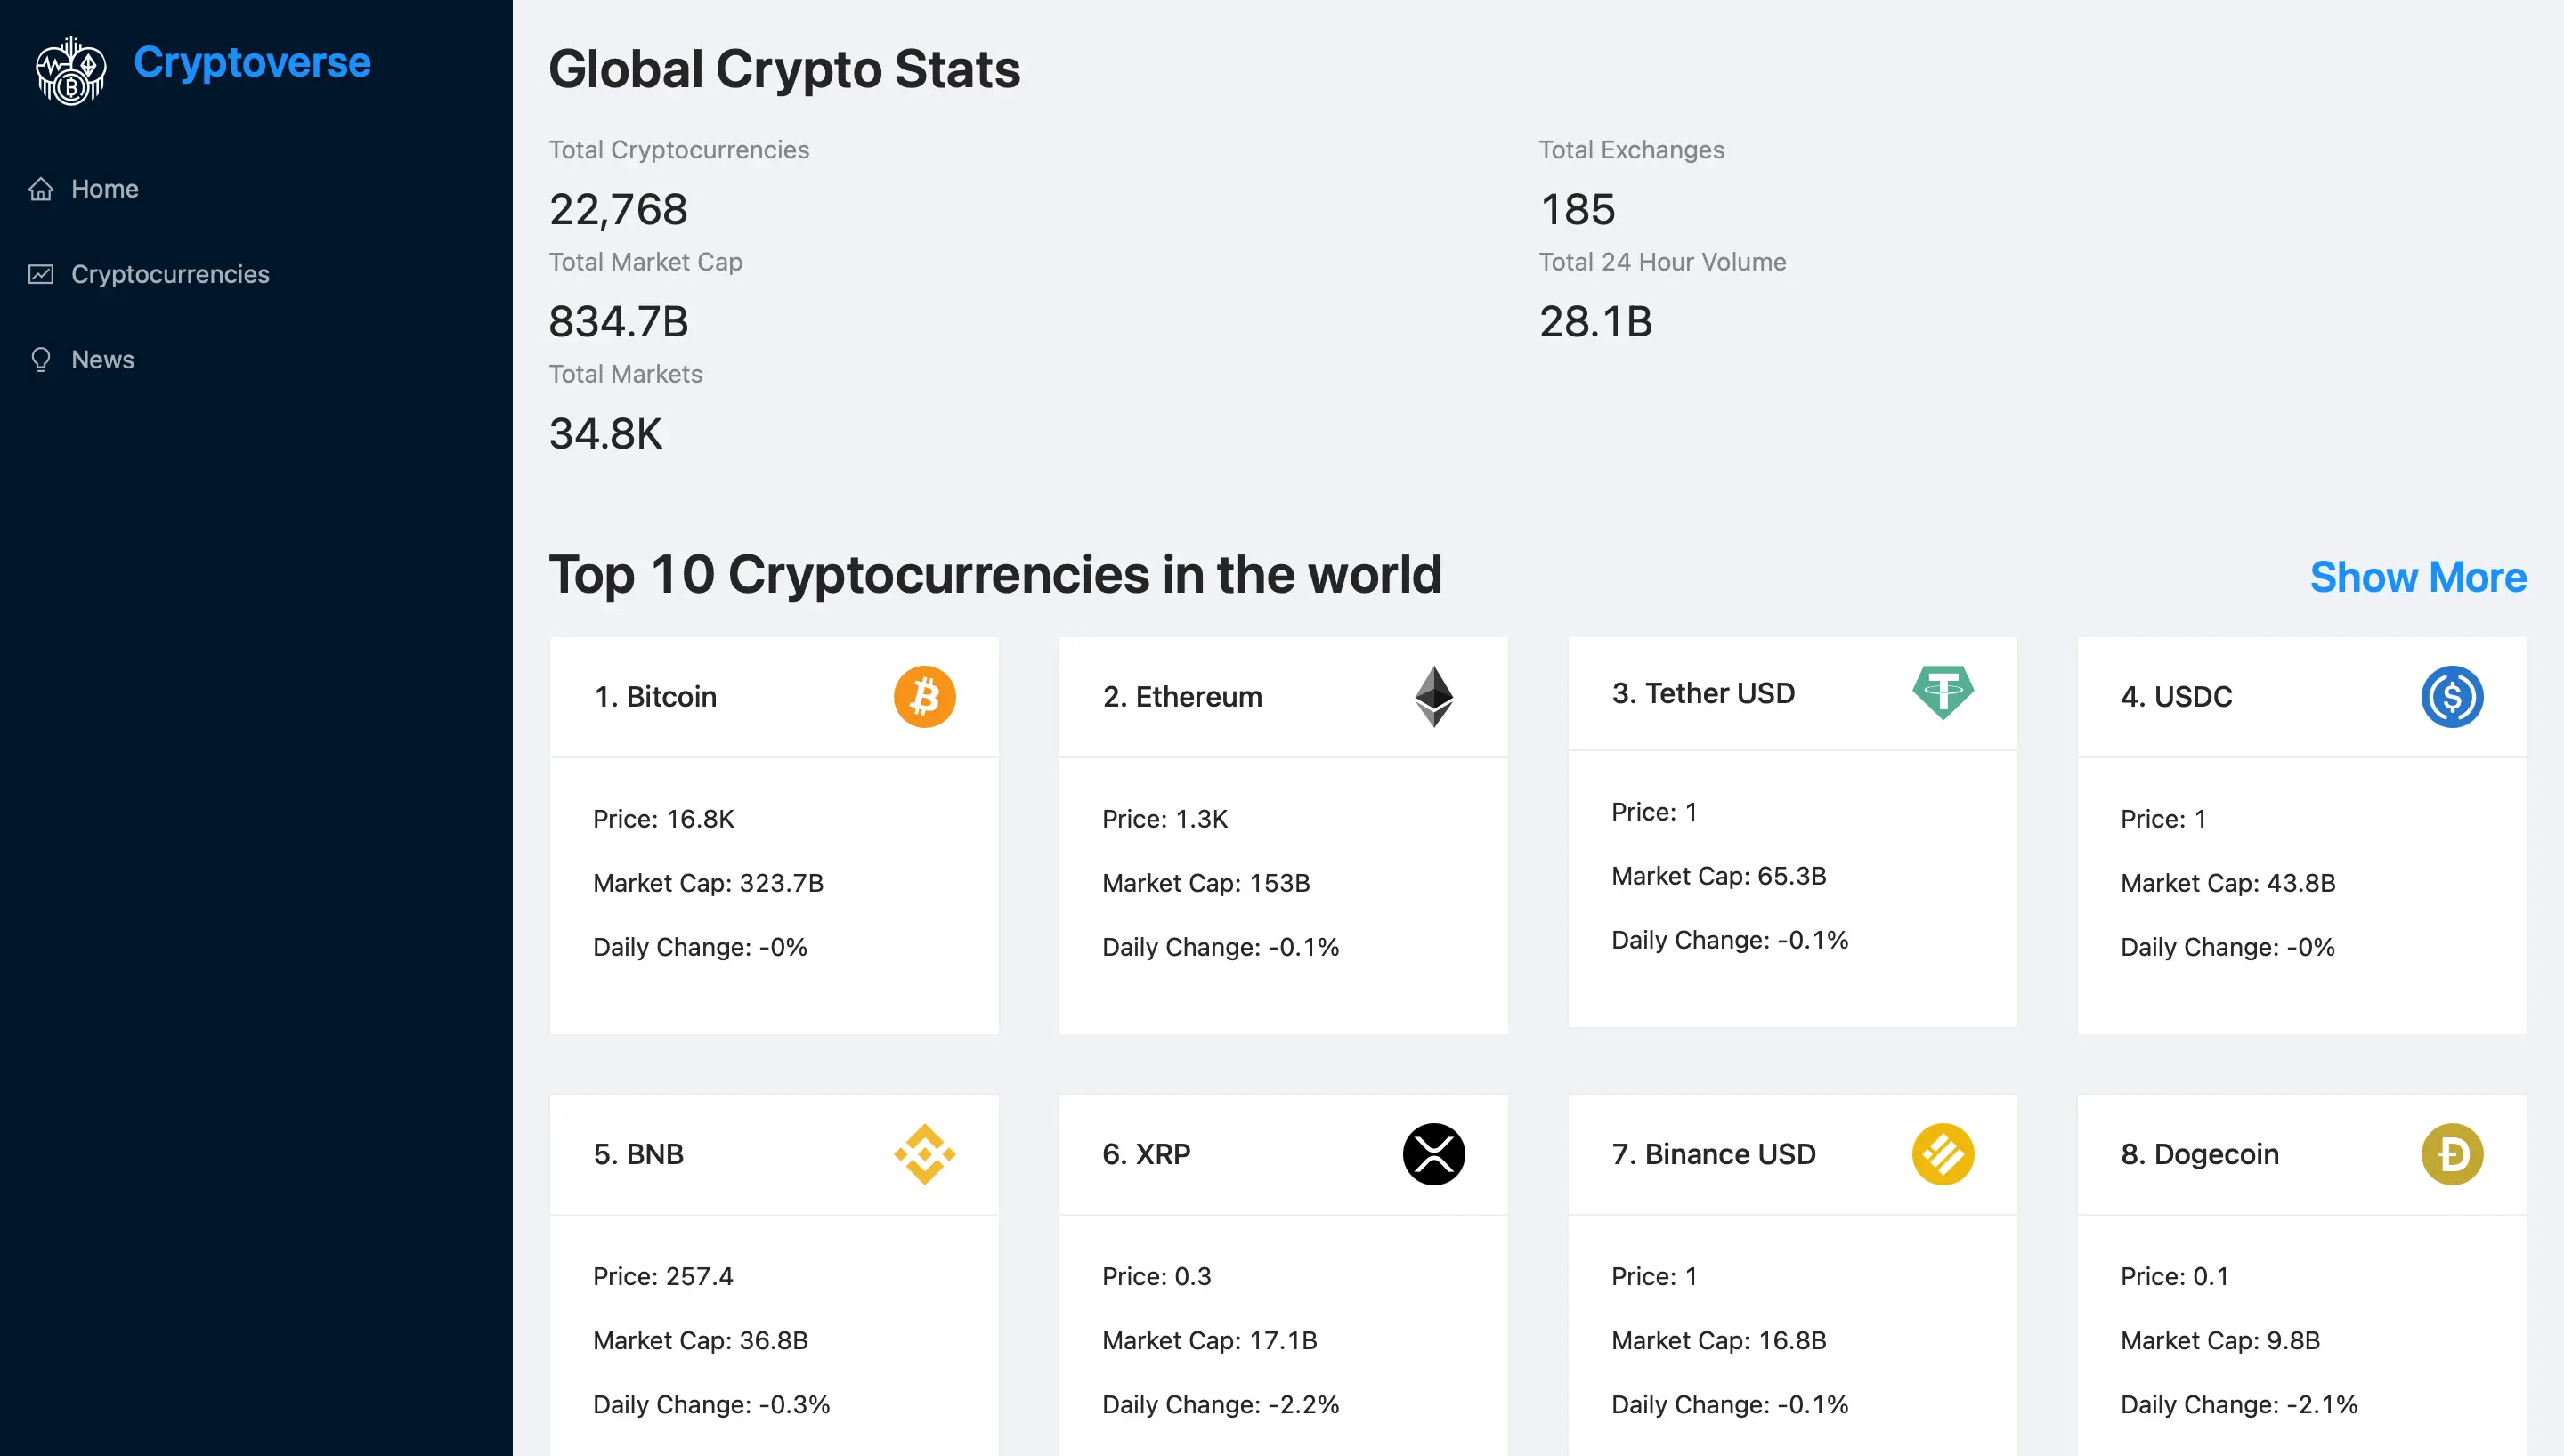 Cryptoverse
Home
Cryptocurrencies
News
Global Crypto Stats
Total Cryptocurrencies
22,768
Total Exchanges
185
Total Market Cap
834.7B
Total 24 Hour Volume
28.1B
Total Markets
34.8K
Top 10 Cryptocurrencies in the world
Show More
1. Bitcoin
Price: 16.8K
Market Cap: 323.7B
Daily Change: -0%
2. Ethereum
Price: 1.3K
Market Cap: 153B
Daily Change: -0.1%
3. Tether USD
Price: 1
Market Cap: 65.3B
Daily Change: -0.1%
4. USDC
Price: 1
Market Cap: 43.8B
Daily Change: -0%
5. BNB
Price: 257.4
Market Cap: 36.8B
Daily Change: -0.3%
6. XRP
Price: 0.3
Market Cap: 17.1B
Daily Change: -2.2%
7. Binance USD
Price: 1
Market Cap: 16.8B
Daily Change: -0.1%
8. Dogecoin
Price: 0.1
Market Cap: 9.8B
Daily Change: -2.1%